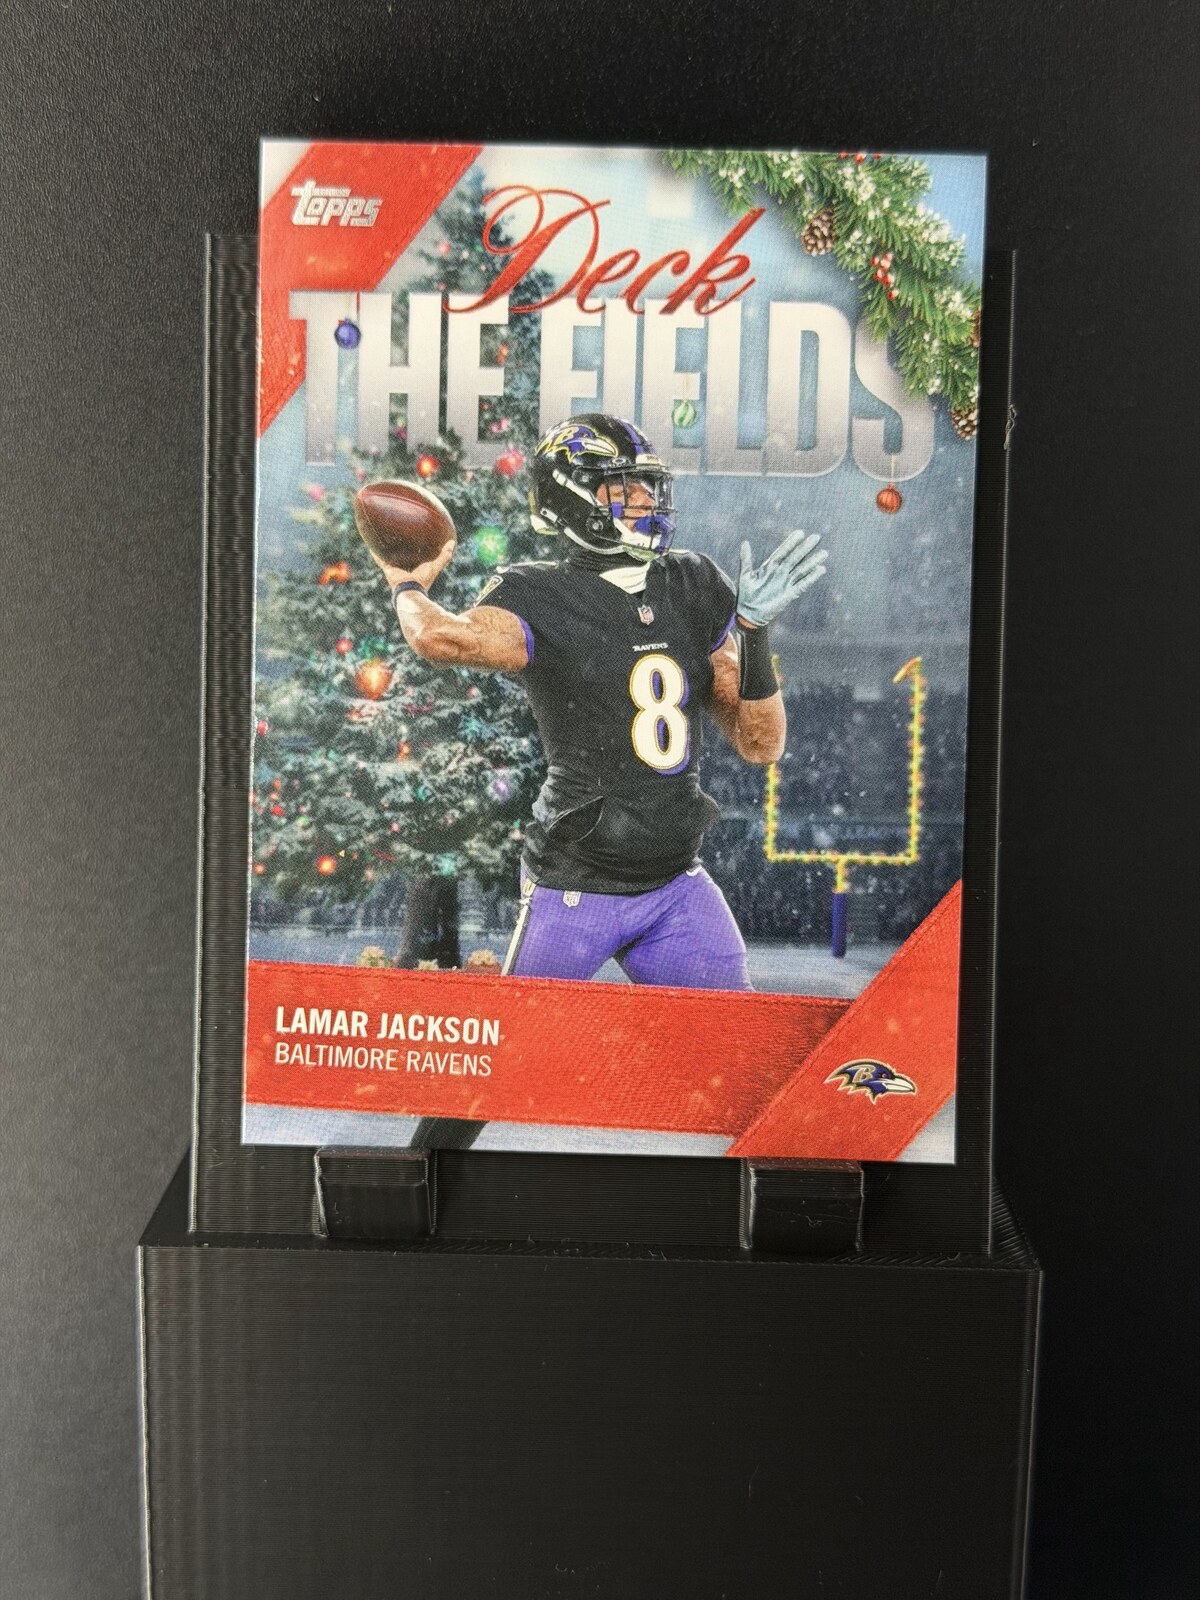 topps
Deck
THE FIELDS
RAVENS
8
LAMAR JACKSON
BALTIMORE RAVENS
B